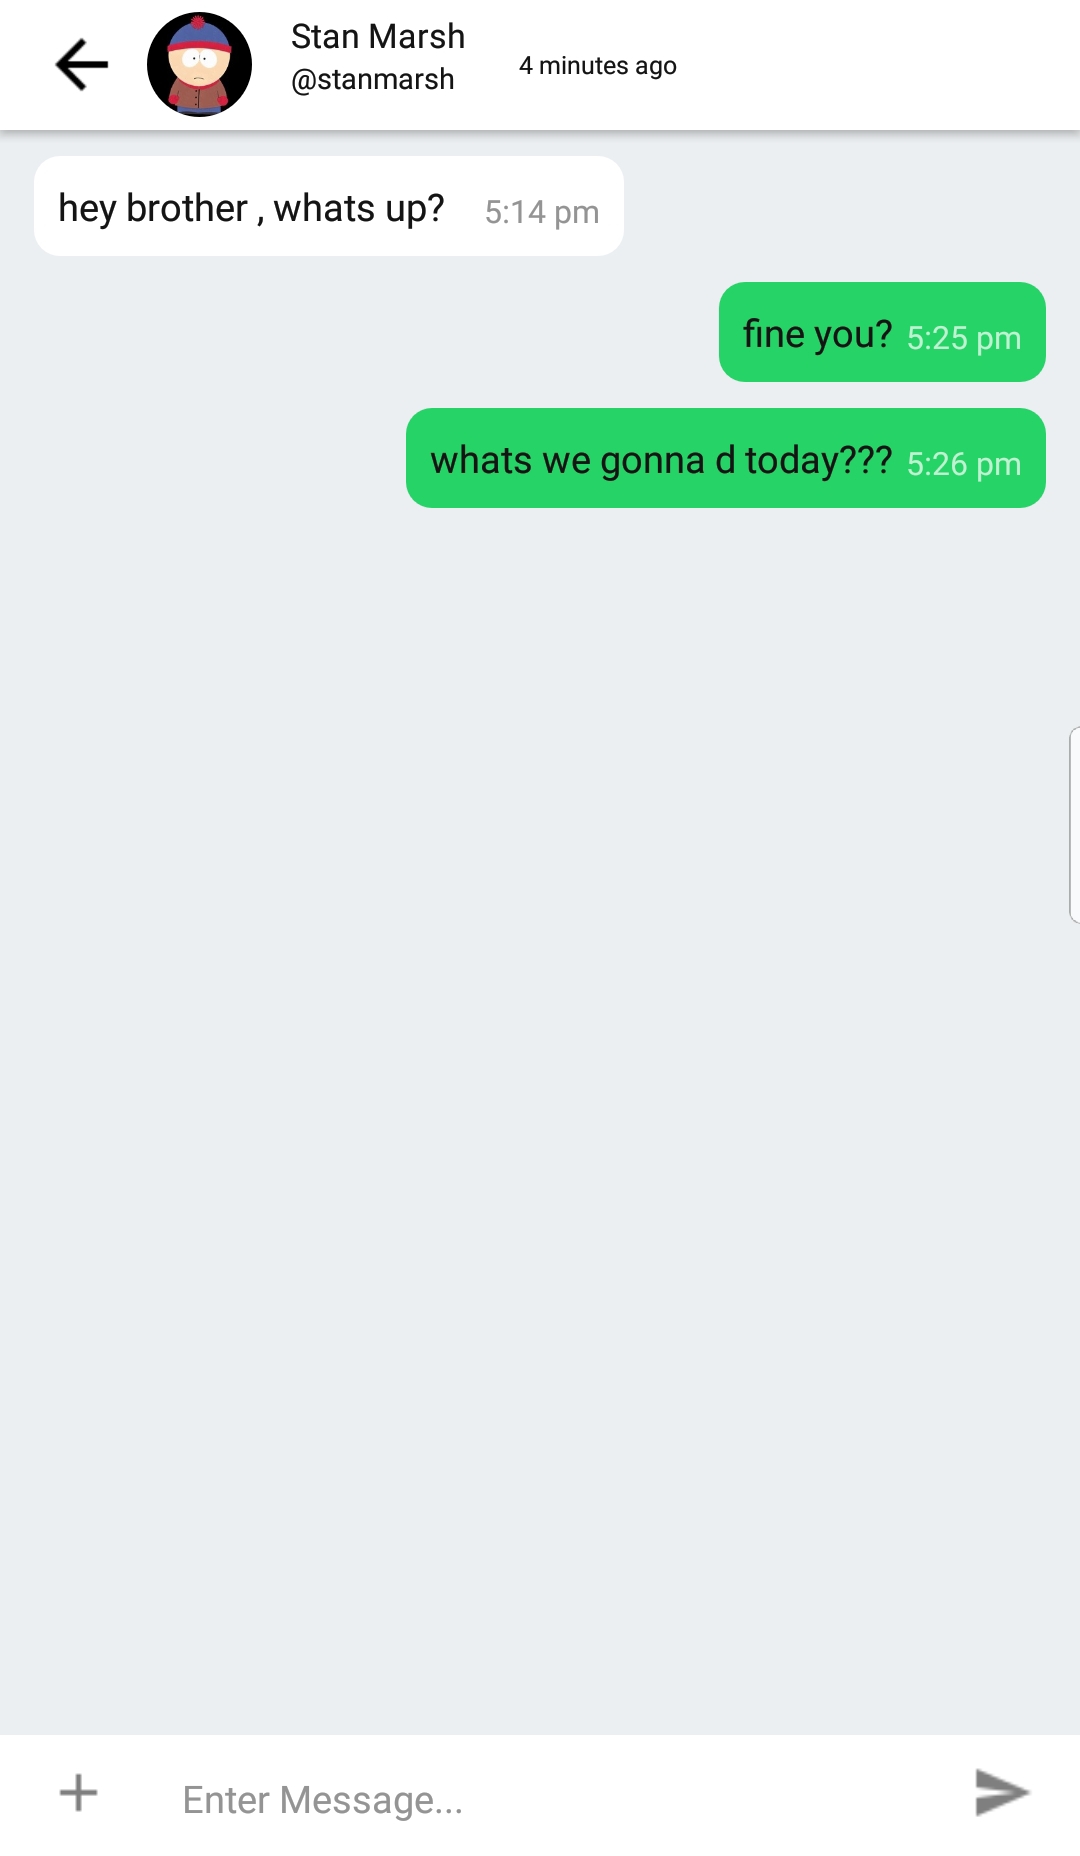 Stan Marsh
@stanmarsh
4 minutes ago
hey brother , whats up? 5:14 pm
fine you? 5:25 pm
whats we gonna d today??? 5:26 pm
Enter Message...